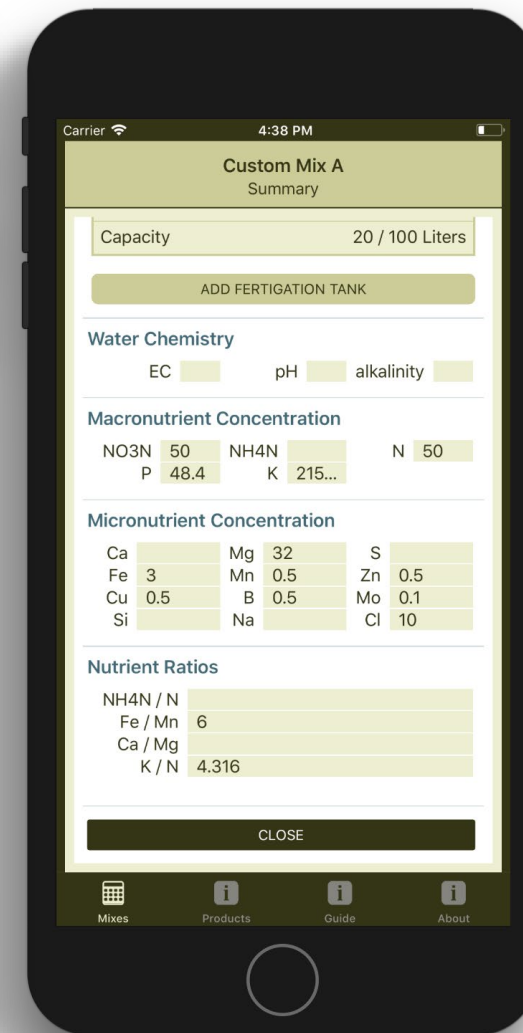 Carrier 4:38 PM
Custom Mix A
Summary
Capacity 20 / 100 Liters
ADD FERTIGATION TANK
Water Chemistry
EC pH alkalinity
Macronutrient Concentration
NO3N 50 NH4N N 50
P 48.4 K 215...
Micronutrient Concentration
Ca Mg 32 S
Fe 3 Mn 0.5 Zn 0.5
Cu 0.5 B 0.5 Mo 0.1
Si Na Cl 10
Nutrient Ratios
NH4N / N
Fe / Mn 6
Ca / Mg
K / N 4.316
CLOSE
Mixes Products Guide About